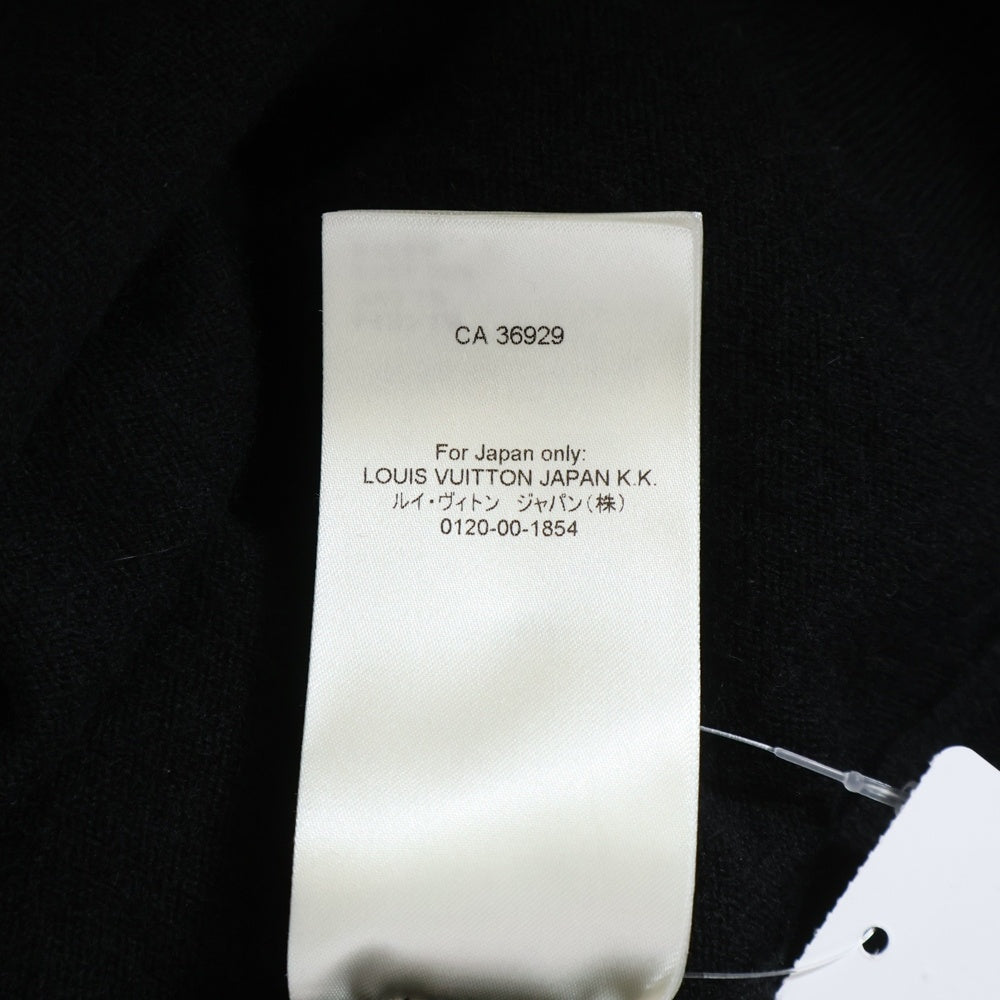 CA 36929
For Japan only:
LOUIS VUITTON JAPAN K.K.
ルイ・ヴィトン　ジャパン（株）
0120-00-1854